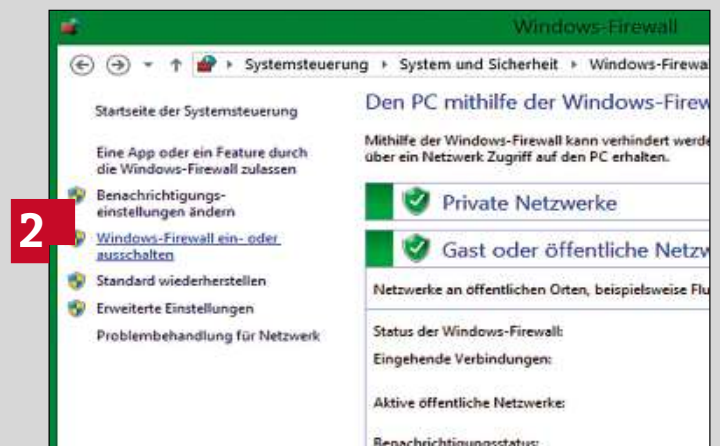 Windows-Firewall
Systemsteuerung
System und Sicherheit
Startseite der Systemsteuerung
Eine App oder ein Feature durch
die Windows-Firewall zulassen
Benachrichtigungs-
einstellungen ändern
2
Windows-Firewall ein- oder
ausschalten
Standard wiederherstellen
Erweiterte Einstellungen
Problembehandlung für Netzwerk
Den PC mithilfe der Windows-Firew
Mithilfe der Windows-Firewall kann verhindert werde
über ein Netzwerk Zugriff auf den PC erhalten.
Private Netzwerke
Gast oder öffentliche Netzw
Netzwerke an öffentlichen Orten, beispielsweise Flu
Status der Windows-Firewall:
Eingehende Verbindungen:
Aktive öffentliche Netzwerke:
Benachrichtigungsstatus: